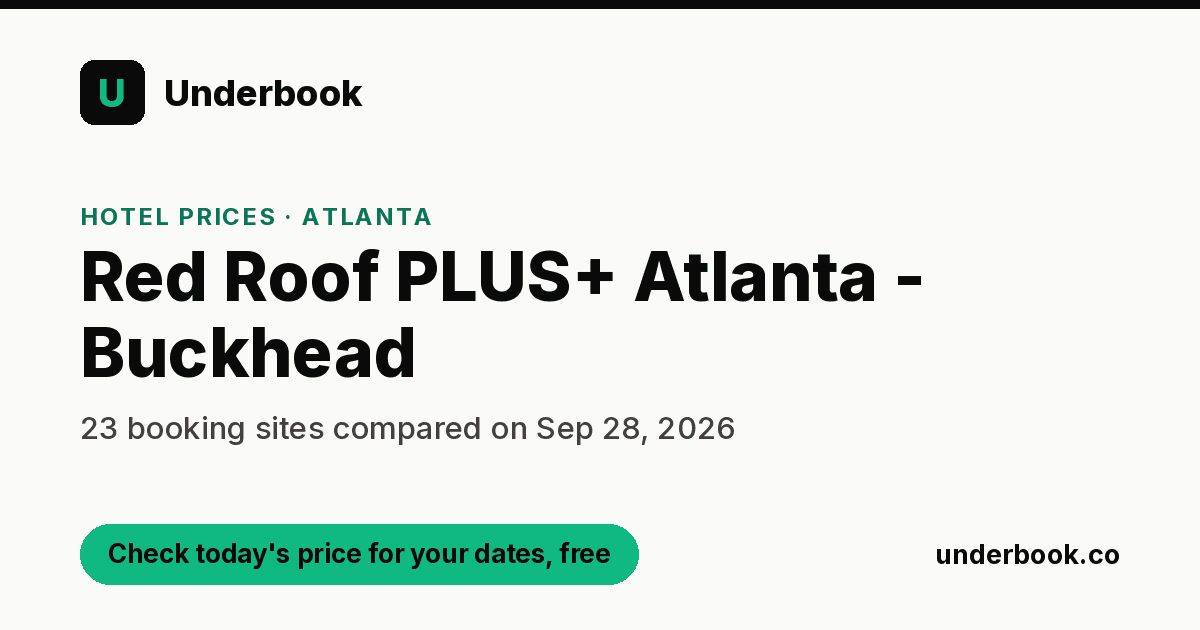 U
Underbook
HOTEL PRICES · ATLANTA
Red Roof PLUS+ Atlanta -
Buckhead
23 booking sites compared on Sep 28, 2026
Check today's price for your dates, free
underbook.co